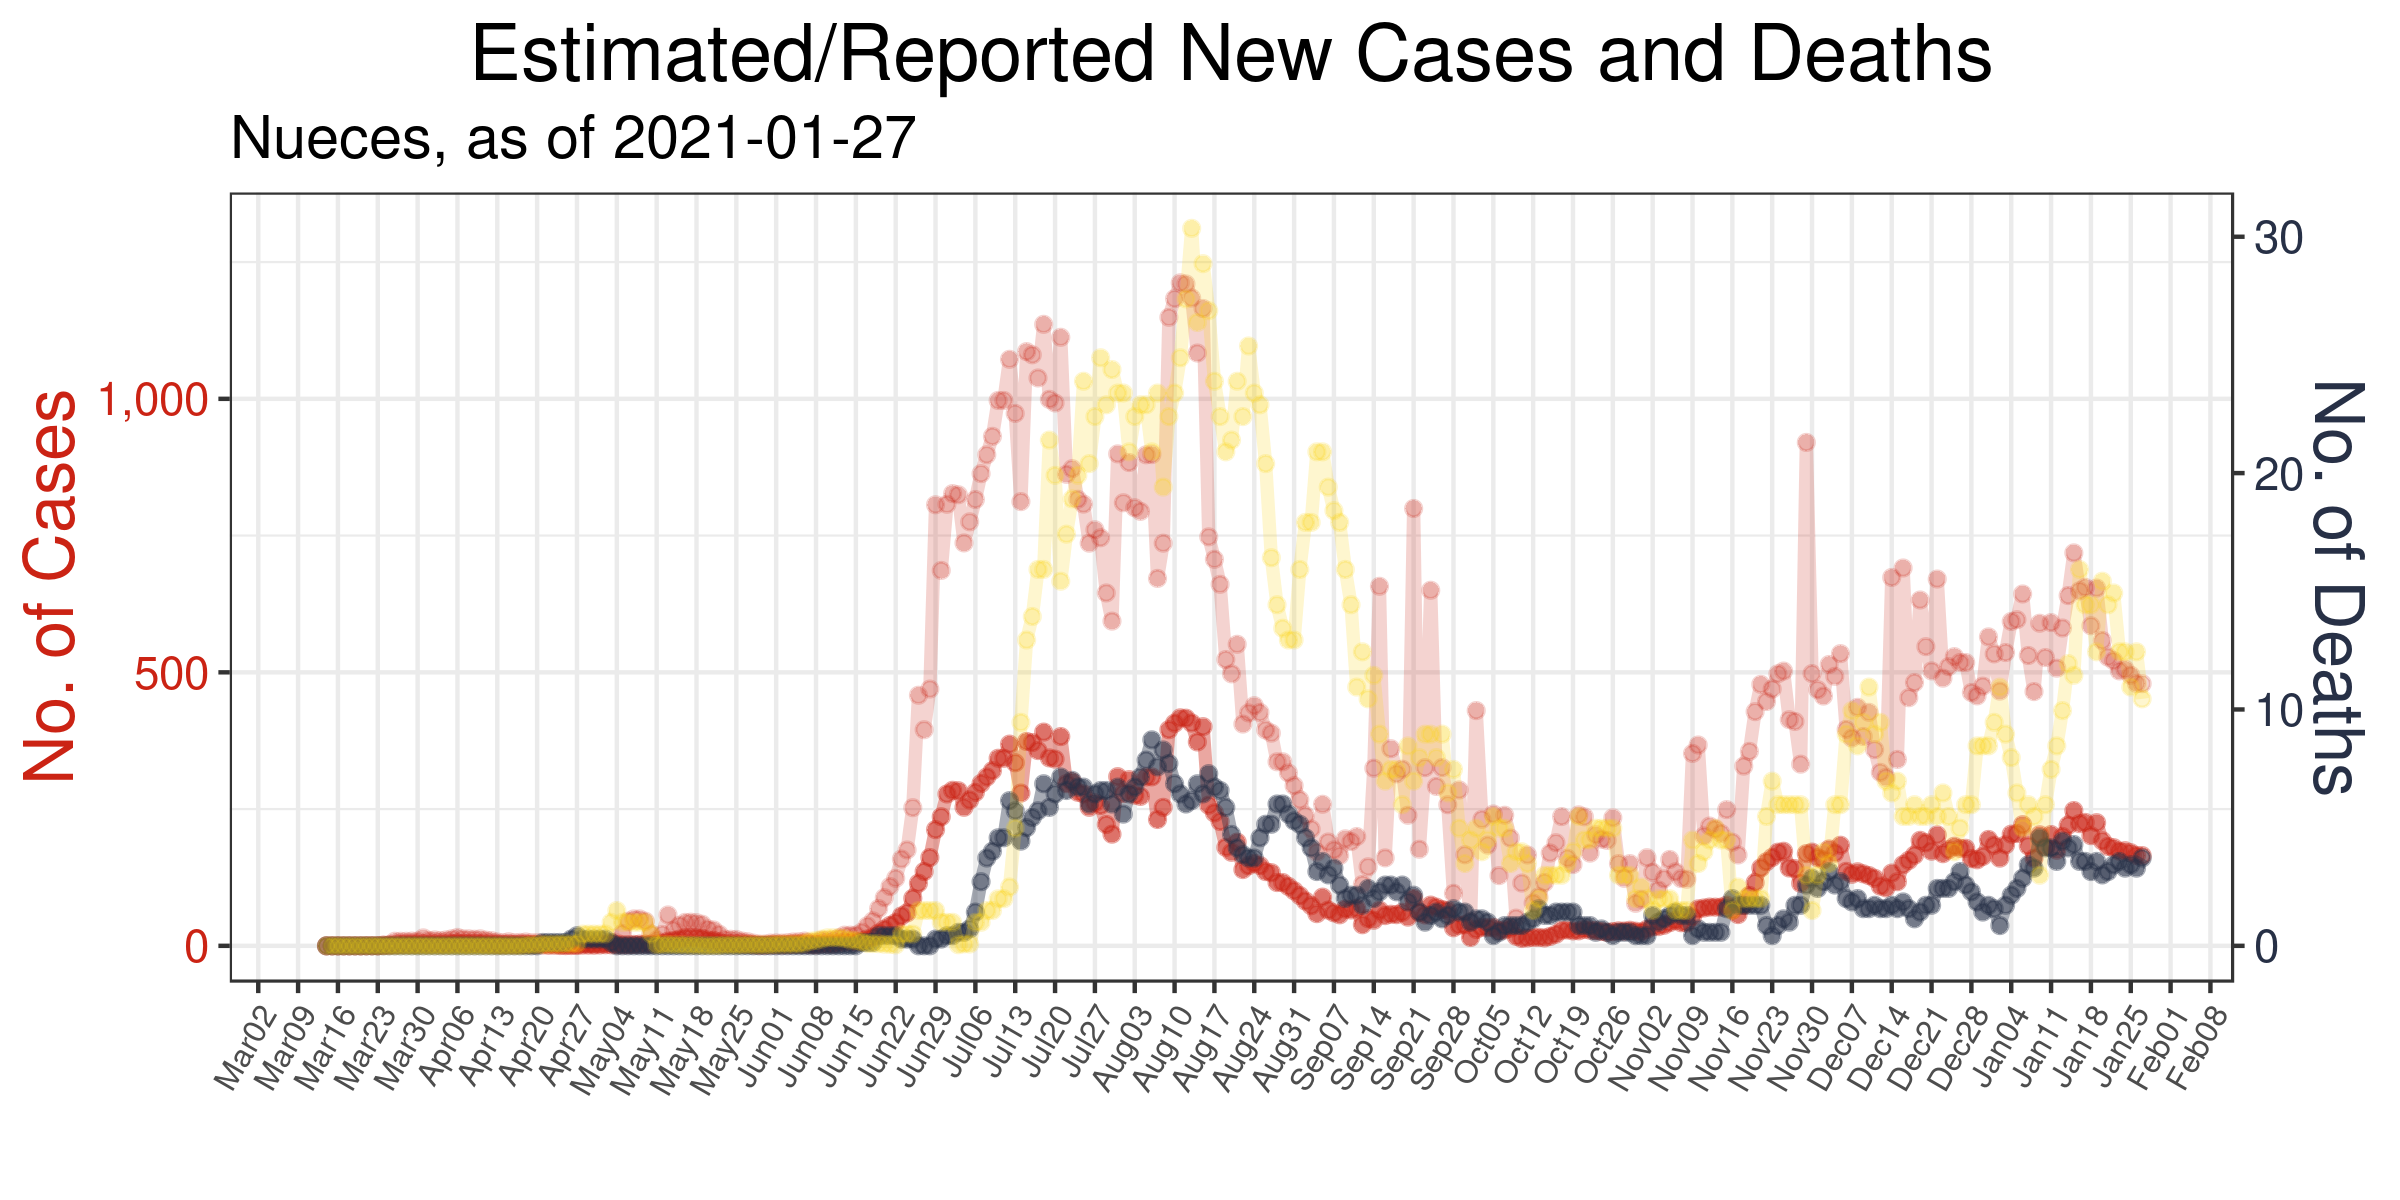 Estimated/Reported New Cases and Deaths
Nueces, as of 2021-01-27
No. of Cases
1,000
500
0
30
20
10
0
No. of Deaths
Mar02
Mar09
Mar16
Mar23
Mar30
Apr06
Apr13
Apr20
Apr27
May04
May11
May18
May25
Jun01
Jun08
Jun15
Jun22
Jun29
Jul06
Jul13
Jul20
Jul27
Aug03
Aug10
Aug17
Aug24
Aug31
Sep07
Sep14
Sep21
Sep28
Oct05
Oct12
Oct19
Oct26
Nov02
Nov09
Nov16
Nov23
Nov30
Dec07
Dec14
Dec21
Dec28
Jan04
Jan11
Jan18
Jan25
Feb01
Feb08